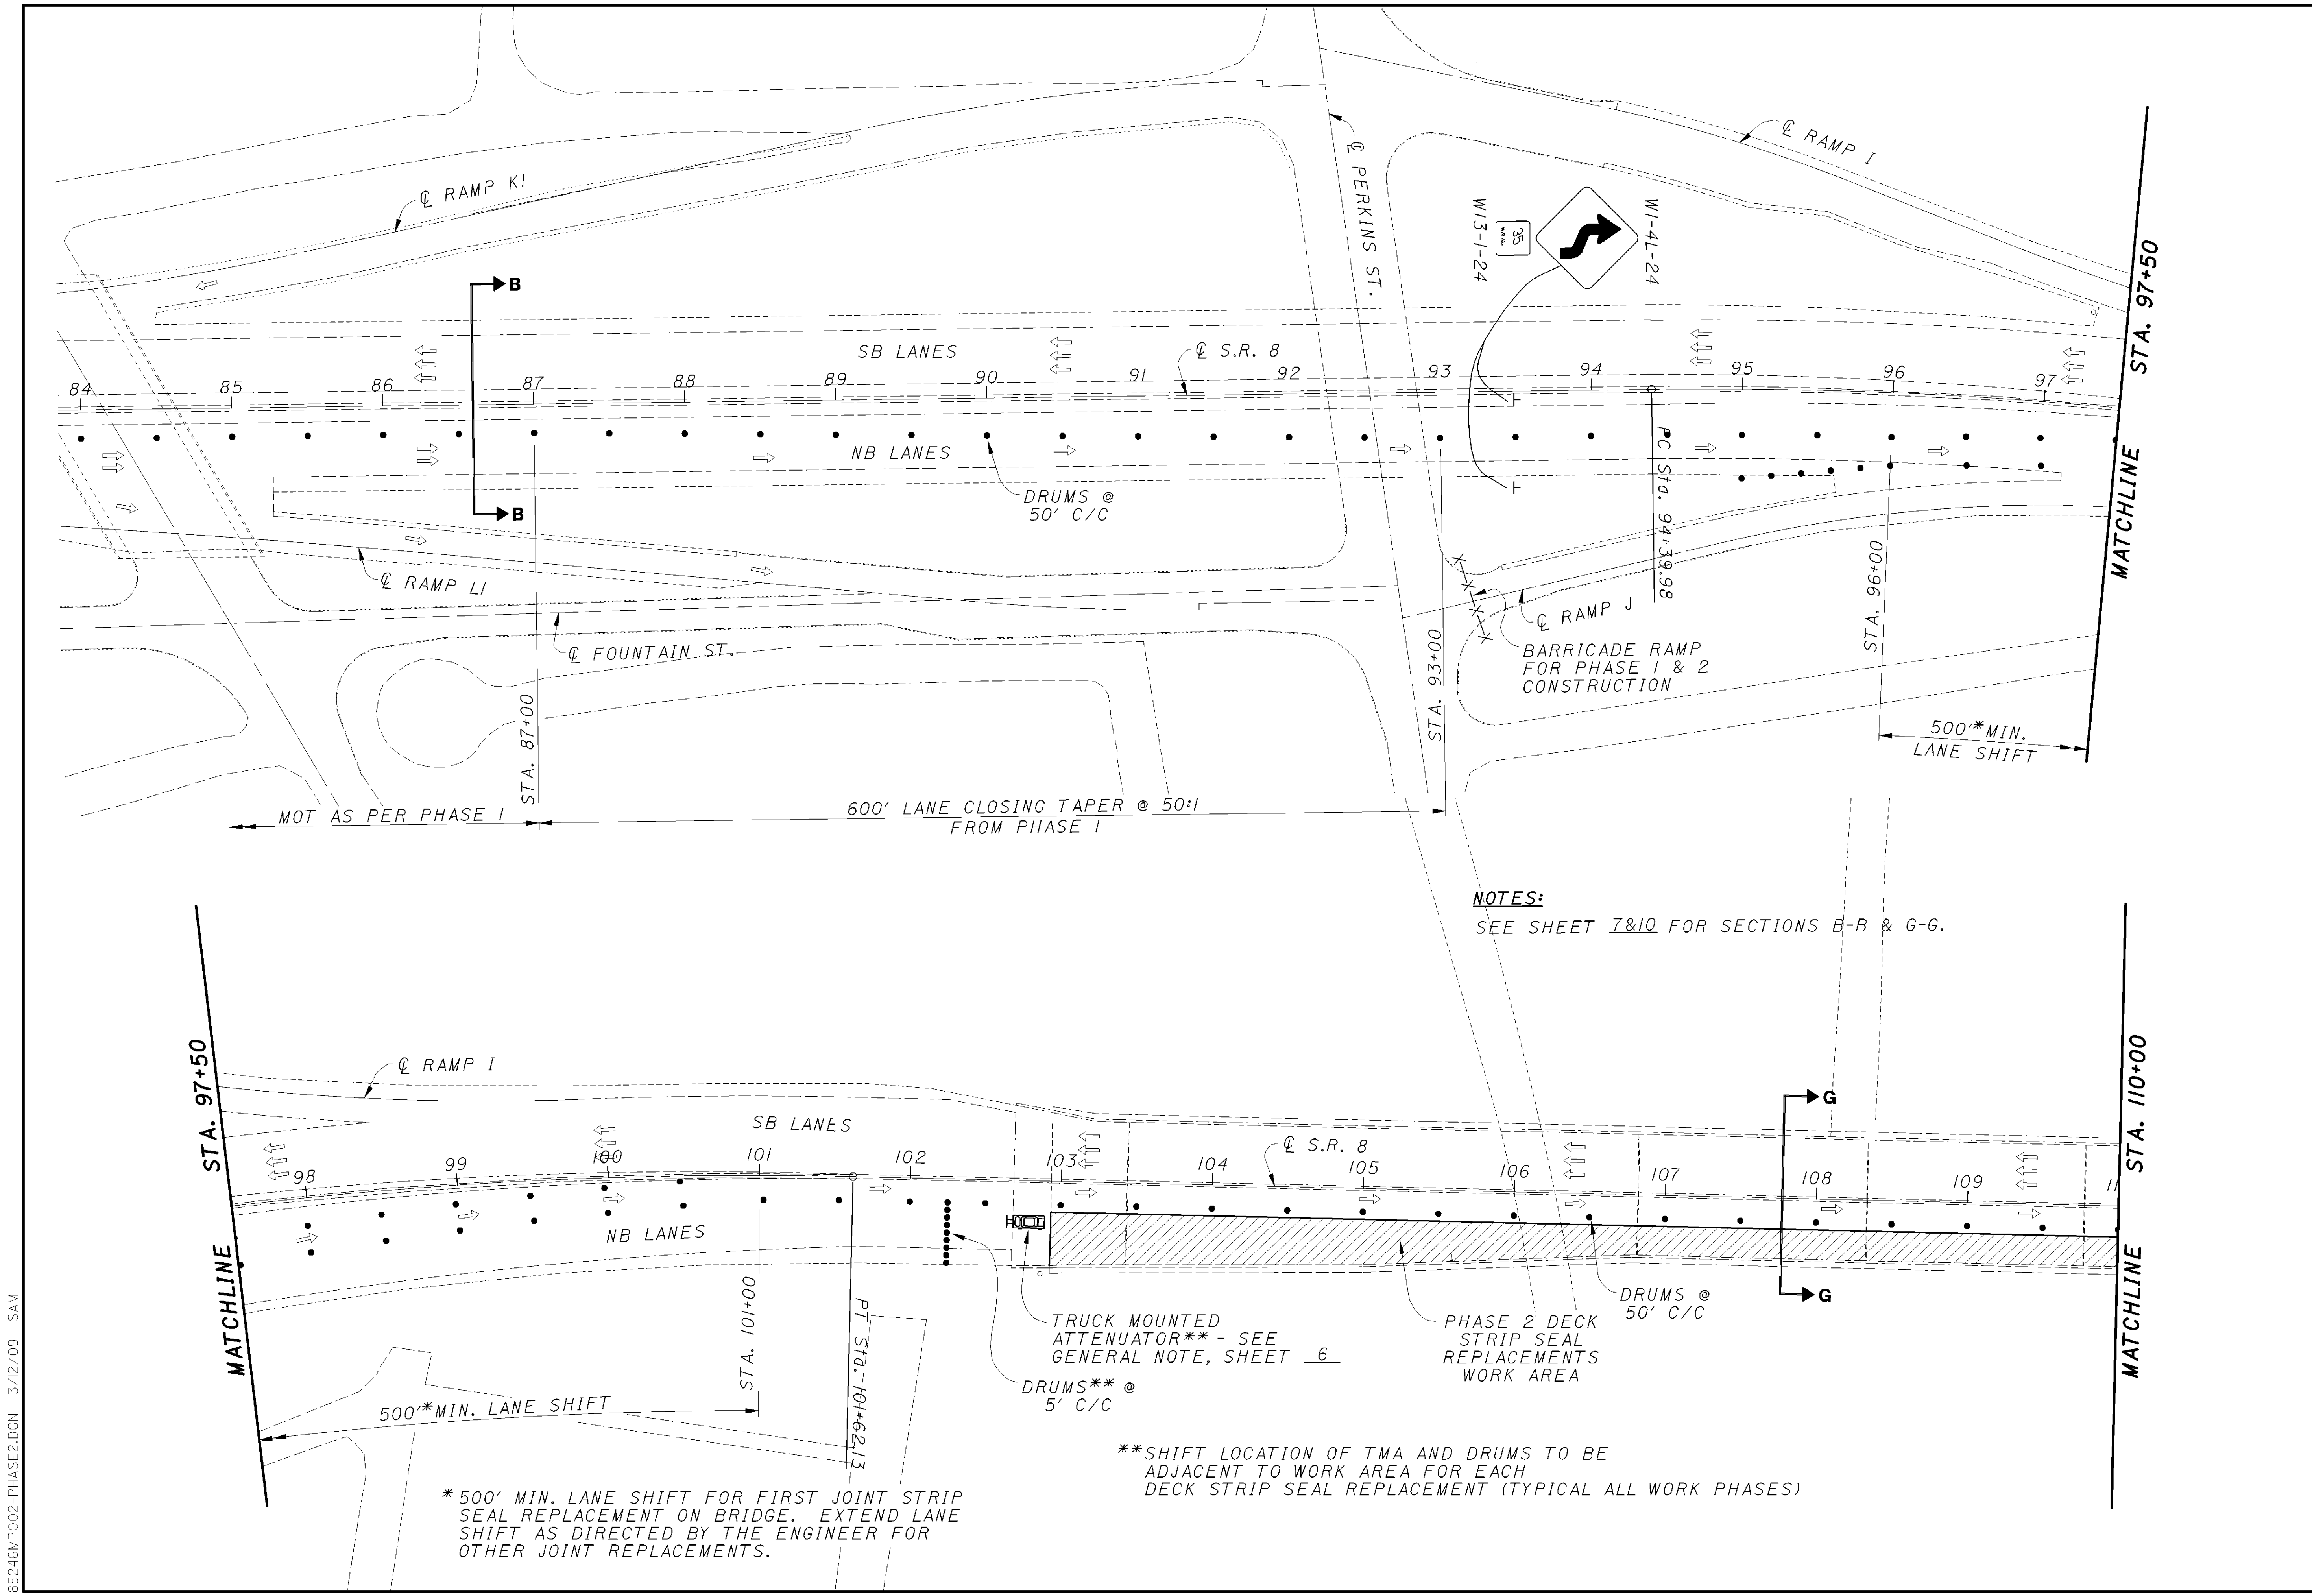 ℄ RAMP I
℄ RAMP K1
℄ PERKINS ST.
W13-1-24
35
M.P.H.
W1-4L-24
STA. 97+50
MATCHLINE
B
SB LANES
℄ S.R. 8
84
85
86
87
88
89
90
91
92
93
94
95
96
97
NB LANES
DRUMS @
50' C/C
B
PC Sta. 94+39.98
℄ RAMP L1
℄ RAMP J
℄ FOUNTAIN ST.
BARRICADE RAMP
FOR PHASE 1 & 2
CONSTRUCTION
STA. 87+00
STA. 93+00
STA. 96+00
500'* MIN.
LANE SHIFT
MOT AS PER PHASE 1
600' LANE CLOSING TAPER @ 50:1
FROM PHASE 1
NOTES:
SEE SHEET 7&10 FOR SECTIONS B-B & G-G.
STA. 97+50
MATCHLINE
℄ RAMP I
SB LANES
℄ S.R. 8
G
STA. 110+00
MATCHLINE
98
99
100
101
102
103
104
105
106
107
108
109
11
NB LANES
G
STA. 101+00
PT Sta. 101+62.13
TRUCK MOUNTED
ATTENUATOR** - SEE
GENERAL NOTE, SHEET 6
DRUMS** @
5' C/C
PHASE 2 DECK
STRIP SEAL
REPLACEMENTS
WORK AREA
DRUMS @
50' C/C
500'* MIN. LANE SHIFT
* 500' MIN. LANE SHIFT FOR FIRST JOINT STRIP
SEAL REPLACEMENT ON BRIDGE. EXTEND LANE
SHIFT AS DIRECTED BY THE ENGINEER FOR
OTHER JOINT REPLACEMENTS.
** SHIFT LOCATION OF TMA AND DRUMS TO BE
ADJACENT TO WORK AREA FOR EACH
DECK STRIP SEAL REPLACEMENT (TYPICAL ALL WORK PHASES)
85246MP002-PHASE2.DGN 3/12/09 SAM